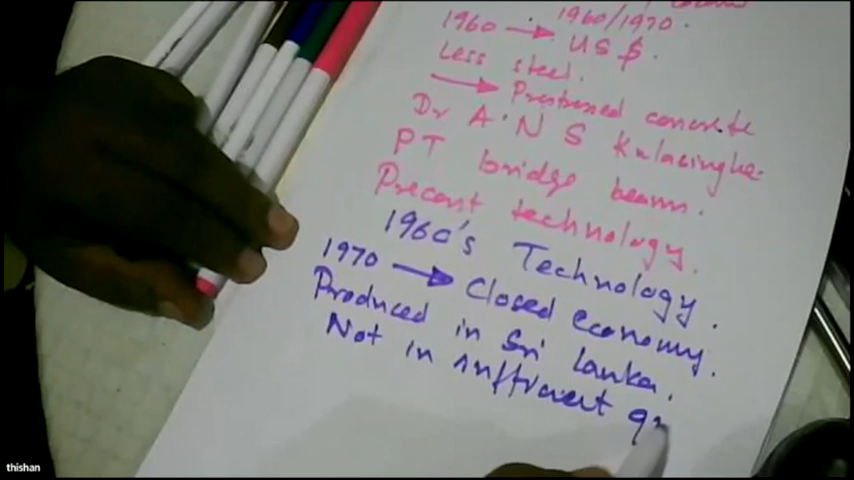 1960/1970.
1960 → US $.
Less steel.
→ Prestressed concrete
Dr A.N S Kulasinghe.
PT bridge beam.
Precast technology.
1960's Technology.
1970 → Closed economy.
Produced in Sri Lanka.
Not in sufficient
thishan